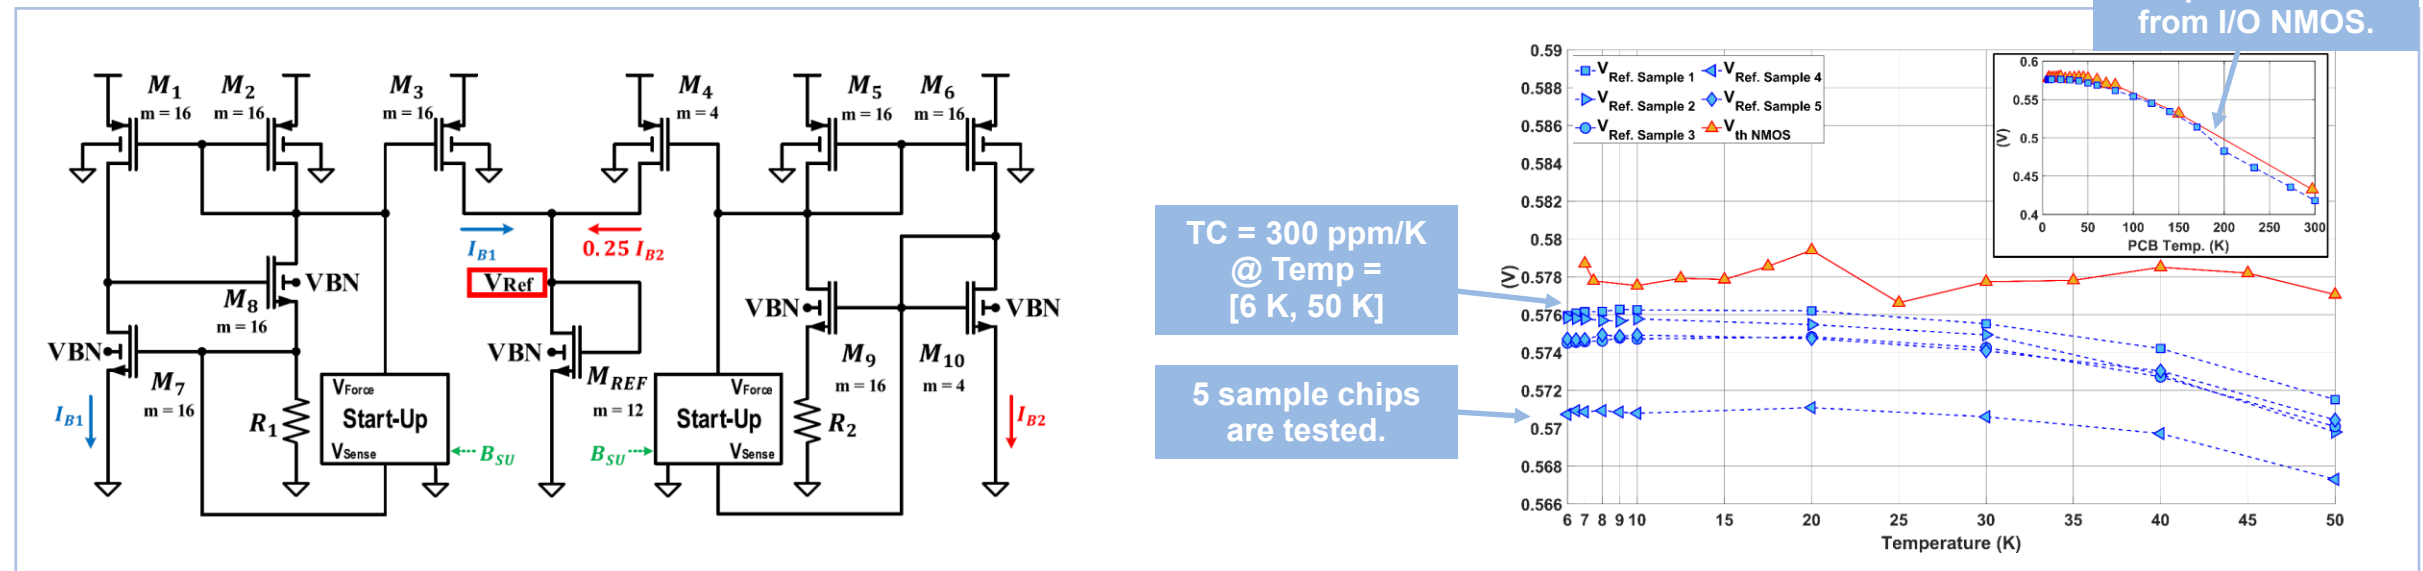 from I/O NMOS.
M1
m = 16
M2
m = 16
M3
m = 16
M4
m = 4
M5
m = 16
M6
m = 16
IB1
0.25 IB2
VRef
VBN
M8
m = 16
VBN
M7
m = 16
IB1
R1
VForce
Start-Up
VSense
BSU
VBN
MREF
m = 12
BSU
VForce
Start-Up
VSense
VBN
M9
m = 16
R2
M10
m = 4
VBN
IB2
TC = 300 ppm/K
@ Temp =
[6 K, 50 K]
5 sample chips
are tested.
0.59
0.588
0.586
0.584
0.582
0.58
0.578
0.576
0.574
0.572
0.57
0.568
0.566
(V)
VRef. Sample 1
VRef. Sample 4
VRef. Sample 2
VRef. Sample 5
VRef. Sample 3
Vth NMOS
0.6
0.55
0.5
0.45
0.4
(V)
0 50 100 150 200 250 300
PCB Temp. (K)
6 7 8 9 10 15 20 25 30 35 40 45 50
Temperature (K)